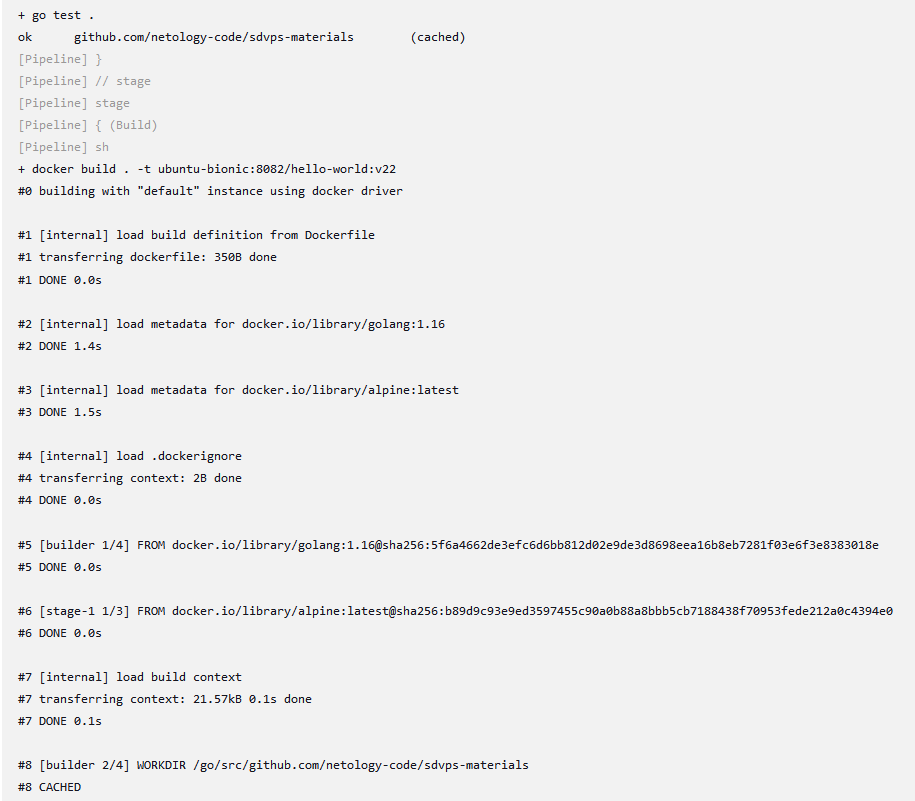 + go test .
ok      github.com/netology-code/sdvps-materials        (cached)
[Pipeline] }
[Pipeline] // stage
[Pipeline] stage
[Pipeline] { (Build)
[Pipeline] sh
+ docker build . -t ubuntu-bionic:8082/hello-world:v22
#0 building with "default" instance using docker driver
#1 [internal] load build definition from Dockerfile
#1 transferring dockerfile: 350B done
#1 DONE 0.0s
#2 [internal] load metadata for docker.io/library/golang:1.16
#2 DONE 1.4s
#3 [internal] load metadata for docker.io/library/alpine:latest
#3 DONE 1.5s
#4 [internal] load .dockerignore
#4 transferring context: 2B done
#4 DONE 0.0s
#5 [builder 1/4] FROM docker.io/library/golang:1.16@sha256:5f6a4662de3efc6d6bb812d02e9de3d8698eea16b8eb7281f03e6f3e8383018e
#5 DONE 0.0s
#6 [stage-1 1/3] FROM docker.io/library/alpine:latest@sha256:b89d9c93e9ed3597455c90a0b88a8bbb5cb7188438f70953fede212a0c4394e0
#6 DONE 0.0s
#7 [internal] load build context
#7 transferring context: 21.57kB 0.1s done
#7 DONE 0.1s
#8 [builder 2/4] WORKDIR /go/src/github.com/netology-code/sdvps-materials
#8 CACHED